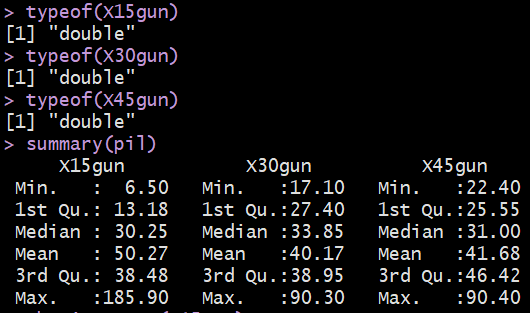 > typeof(X15gun)
[1] "double"
> typeof(X30gun)
[1] "double"
> typeof(X45gun)
[1] "double"
> summary(pil)
X15gun X30gun X45gun
Min. : 6.50 Min. :17.10 Min. :22.40
1st Qu.: 13.18 1st Qu.:27.40 1st Qu.:25.55
Median : 30.25 Median :33.85 Median :31.00
Mean : 50.27 Mean :40.17 Mean :41.68
3rd Qu.: 38.48 3rd Qu.:38.95 3rd Qu.:46.42
Max. :185.90 Max. :90.30 Max. :90.40